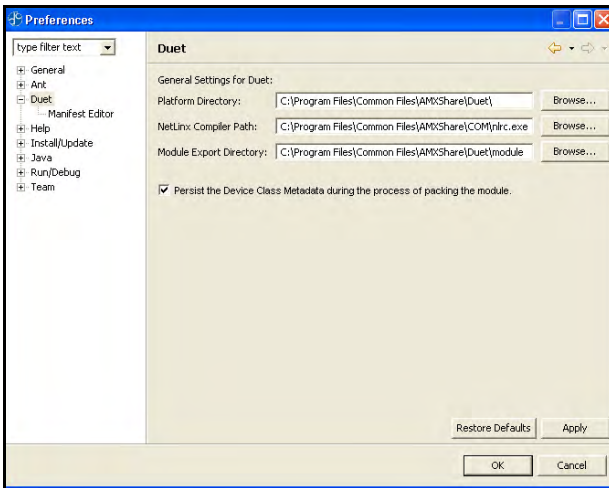 Preferences
type filter text
Duet
General
Ant
Duet
Manifest Editor
Help
Install/Update
Java
Run/Debug
Team
General Settings for Duet:
Platform Directory: C:\Program Files\Common Files\AMXShare\Duet\ Browse...
NetLinx Compiler Path: C:\Program Files\Common Files\AMXShare\COM\nlrc.exe Browse...
Module Export Directory: C:\Program Files\Common Files\AMXShare\Duet\module Browse...
Persist the Device Class Metadata during the process of packing the module.
Restore Defaults Apply
OK Cancel